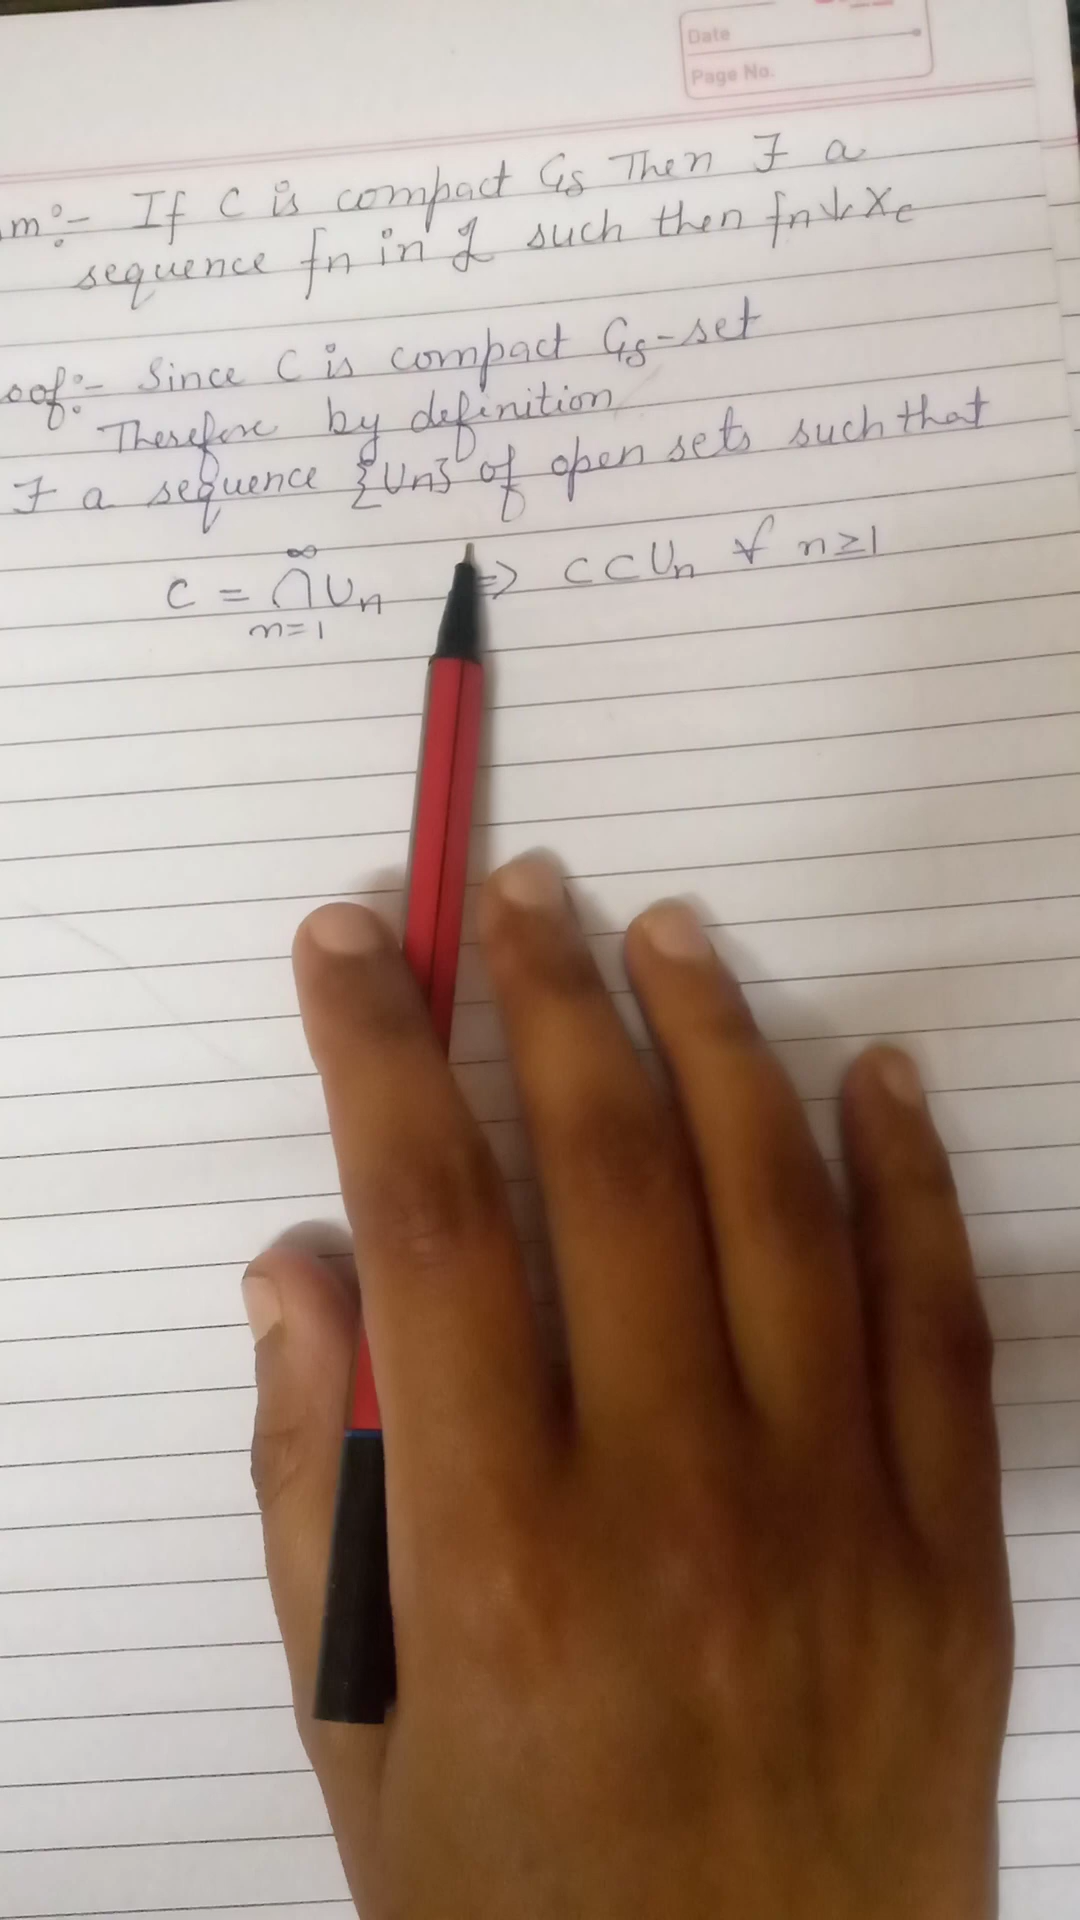 Date
Page No.
m:- If C is compact Gδ Then ∃ a
sequence fn in ℒ such then fn↓χc
oof:- Since C is compact Gδ-set
Therefore by definition
∃ a sequence {Un} of open sets such that
C = ∞⋂n=1 Un ⇒ C⊂Un ∀ n≥1